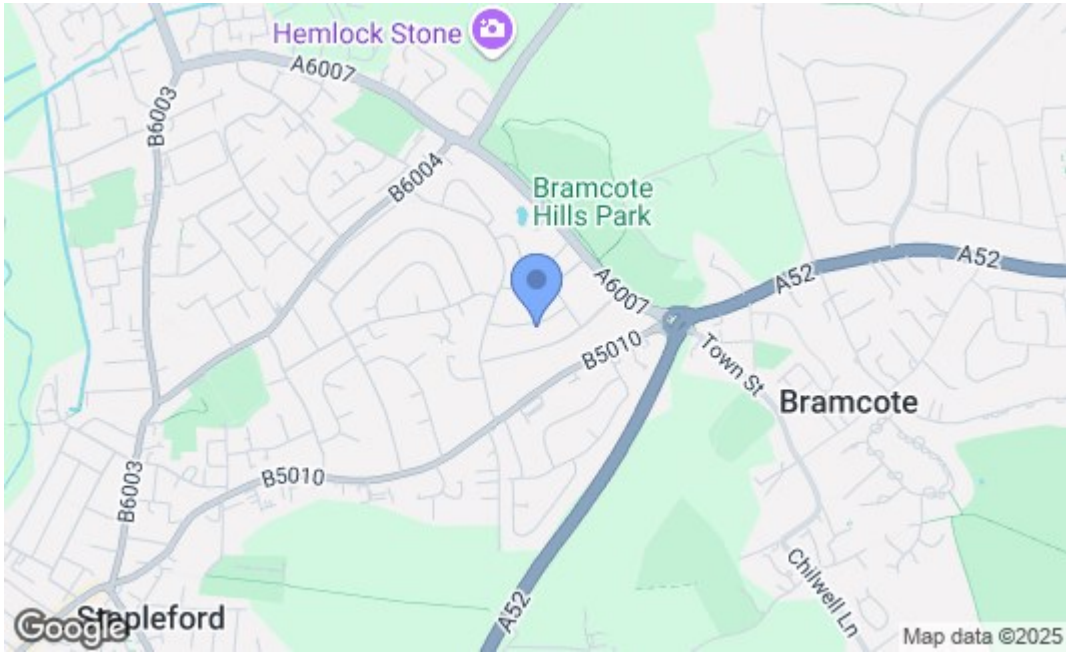 Hemlock Stone
A6007
B6003
B6004
Bramcote
Hills Park
A6007
A52
A52
B5010
Town St
Bramcote
B5010
B6003
A52
Chilwell Ln
Stapleford
Google
Map data ©2025